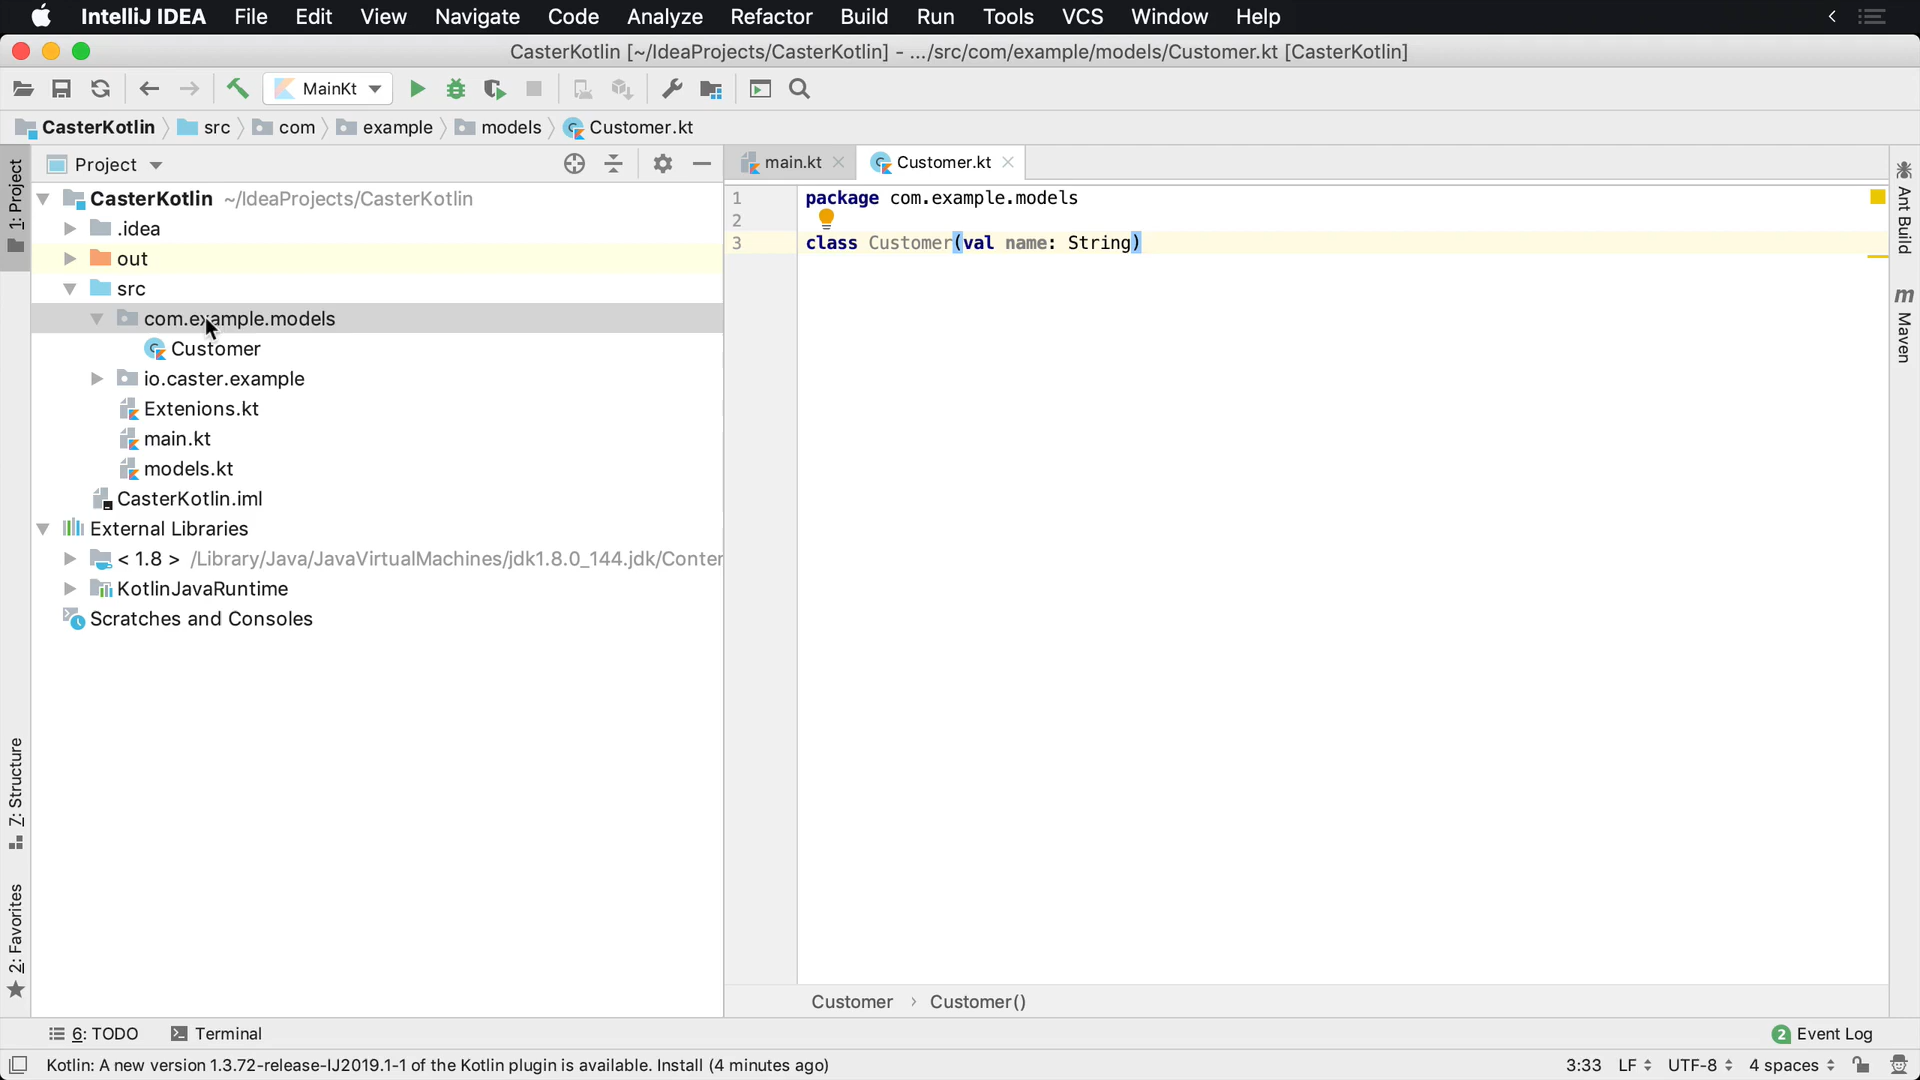 IntelliJ IDEA File Edit View Navigate Code Analyze Refactor Build Run Tools VCS Window Help
CasterKotlin [~/IdeaProjects/CasterKotlin] - .../src/com/example/models/Customer.kt [CasterKotlin]
MainKt
CasterKotlin src com example models Customer.kt
1: Project
Project
main.kt Customer.kt
CasterKotlin ~/IdeaProjects/CasterKotlin
.idea
out
src
com.example.models
Customer
io.caster.example
Extenions.kt
main.kt
models.kt
CasterKotlin.iml
External Libraries
< 1.8 > /Library/Java/JavaVirtualMachines/jdk1.8.0_144.jdk/Conter
KotlinJavaRuntime
Scratches and Consoles
1 package com.example.models
2
3 class Customer(val name: String)
Ant Build
m Maven
Z: Structure
2: Favorites
Customer › Customer()
6: TODO Terminal
2 Event Log
Kotlin: A new version 1.3.72-release-IJ2019.1-1 of the Kotlin plugin is available. Install (4 minutes ago)
3:33 LF UTF-8 4 spaces